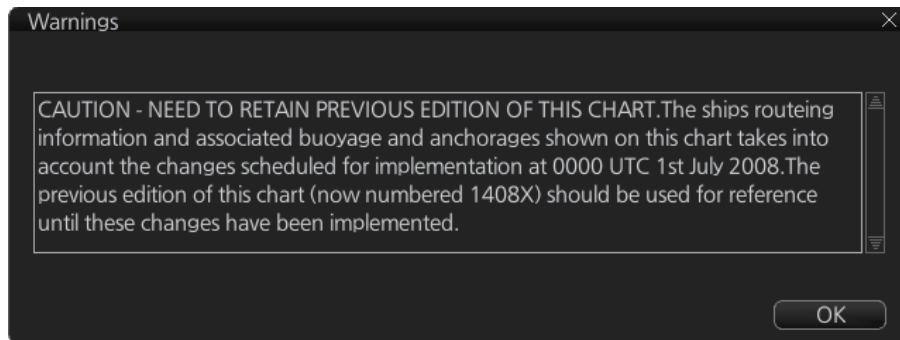 Warnings
CAUTION - NEED TO RETAIN PREVIOUS EDITION OF THIS CHART.The ships routeing
information and associated buoyage and anchorages shown on this chart takes into
account the changes scheduled for implementation at 0000 UTC 1st July 2008.The
previous edition of this chart (now numbered 1408X) should be used for reference
until these changes have been implemented.
OK